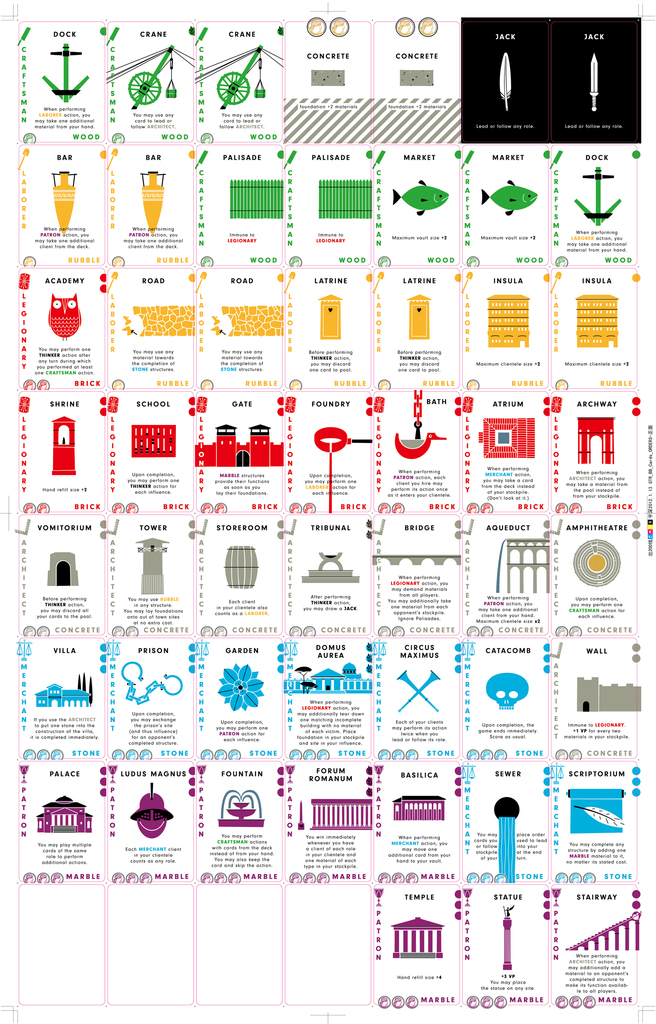 DOCK
CRAFTSMAN
When performing
LABORER action, you
may take one additional
material from your hand.
WOOD
CRANE
CRAFTSMAN
You may use any
card to lead or
follow ARCHITECT.
WOOD
CRANE
CRAFTSMAN
You may use any
card to lead or
follow ARCHITECT.
WOOD
CONCRETE
foundation +2 materials
CONCRETE
foundation +2 materials
JACK
Lead or follow any role.
JACK
Lead or follow any role.
BAR
LABORER
When performing
PATRON action, you
may take one additional
client from the deck.
RUBBLE
BAR
LABORER
When performing
PATRON action, you
may take one additional
client from the deck.
RUBBLE
PALISADE
CRAFTSMAN
Immune to
LEGIONARY
WOOD
PALISADE
CRAFTSMAN
Immune to
LEGIONARY
WOOD
MARKET
CRAFTSMAN
Maximum vault size +2
WOOD
MARKET
CRAFTSMAN
Maximum vault size +2
WOOD
DOCK
CRAFTSMAN
When performing
LABORER action, you
may take one additional
material from your hand.
WOOD
ACADEMY
LEGIONARY
You may perform one
THINKER action after
any turn during which
you performed at least
one CRAFTSMAN action.
BRICK
ROAD
LABORER
You may use any
material towards
the completion of
STONE structures.
RUBBLE
ROAD
LABORER
You may use any
material towards
the completion of
STONE structures.
RUBBLE
LATRINE
LABORER
Before performing
THINKER action,
you may discard
one card to pool.
RUBBLE
LATRINE
LABORER
Before performing
THINKER action,
you may discard
one card to pool.
RUBBLE
INSULA
LABORER
Maximum clientele size +2
RUBBLE
INSULA
LABORER
Maximum clientele size +2
RUBBLE
SHRINE
LEGIONARY
Hand refill size +2
BRICK
SCHOOL
LEGIONARY
Upon completion,
you may perform one
THINKER action for
each influence.
BRICK
GATE
LEGIONARY
MARBLE structures
provide their functions
as soon as you
lay their foundations.
BRICK
FOUNDRY
LEGIONARY
Upon completion,
you may perform one
LABORER action for
each influence.
BRICK
BATH
LEGIONARY
When performing
PATRON action, each
client you hire may
perform its action once
as it enters your clientele.
BRICK
ATRIUM
LEGIONARY
When performing
MERCHANT action,
you may take a card
from the deck instead
of your stockpile.
(Don't look at it.)
BRICK
ARCHWAY
LEGIONARY
When performing
ARCHITECT action, you
may take a material from
the pool instead of
from your stockpile.
BRICK
VOMITORIUM
ARCHITECT
Before performing
THINKER action,
you may discard all
your cards to the pool.
CONCRETE
TOWER
ARCHITECT
You may use RUBBLE
in any structure.
You may lay foundations
onto out of town sites
at no extra cost.
CONCRETE
STOREROOM
ARCHITECT
Each client
in your clientele also
counts as a LABORER.
CONCRETE
TRIBUNAL
ARCHITECT
After performing
THINKER action,
you may draw a JACK.
CONCRETE
BRIDGE
ARCHITECT
When performing
LEGIONARY action, you
may demand materials
from all players.
You may additionally take
one material from each
opponent's stockpile.
Ignore Palisades.
CONCRETE
AQUEDUCT
ARCHITECT
When performing
PATRON action, you
may take one additional
client from your hand.
Maximum clientele size x2
CONCRETE
AMPHITHEATRE
ARCHITECT
Upon completion,
you may perform one
CRAFTSMAN action for
each influence.
CONCRETE
VILLA
MERCHANT
If you use the ARCHITECT
to put one stone into the
construction of the villa,
it is completed immediately.
STONE
PRISON
MERCHANT
Upon completion,
you may exchange
the prison's and
(and thus influence)
for an opponent's
completed structure.
STONE
GARDEN
MERCHANT
Upon completion,
you may perform one
PATRON action for
each influence.
STONE
DOMUS
AUREA
MERCHANT
When performing
LEGIONARY action, you
may additionally tear down
one matching incomplete
building with no material
of each victim. Place
foundation in your stockpile
and site in your influence.
STONE
CIRCUS
MAXIMUS
MERCHANT
Each of your clients
may perform its
action twice when
you lead or follow its role.
STONE
CATACOMB
MERCHANT
Upon completion, the
game ends immediately.
Score as usual.
STONE
WALL
ARCHITECT
Immune to LEGIONARY.
+1 VP for every two
materials in your stockpile.
CONCRETE
PALACE
PATRON
You may play multiple
cards of the same
role to perform
additional actions.
MARBLE
LUDUS MAGNUS
PATRON
Each MERCHANT client
in your clientele
counts as any role.
MARBLE
FOUNTAIN
PATRON
You may perform
CRAFTSMAN actions
with cards from the deck
instead of from your hand.
You may also keep the
card and skip the action.
MARBLE
FORUM
ROMANUM
PATRON
You win immediately
whenever you have
a client of each role
in your clientele and
one material of each
type in your stockpile.
MARBLE
BASILICA
PATRON
When performing
MERCHANT action,
you may move one
additional card from your
hand to your vault.
MARBLE
SEWER
MERCHANT
You may place order
cards you used to lead
or follow into your
stockpile at the end
of your turn.
STONE
SCRIPTORIUM
MERCHANT
You may complete any
structure by adding one
MARBLE material to it,
no matter its stated cost.
STONE
TEMPLE
PATRON
Hand refill size +4
MARBLE
STATUE
PATRON
+3 VP
You may place
the statue on any site.
MARBLE
STAIRWAY
PATRON
When performing
ARCHITECT action, you
may additionally add a
material to an opponent's
completed structure to
make its function availab-
le to all players.
MARBLE